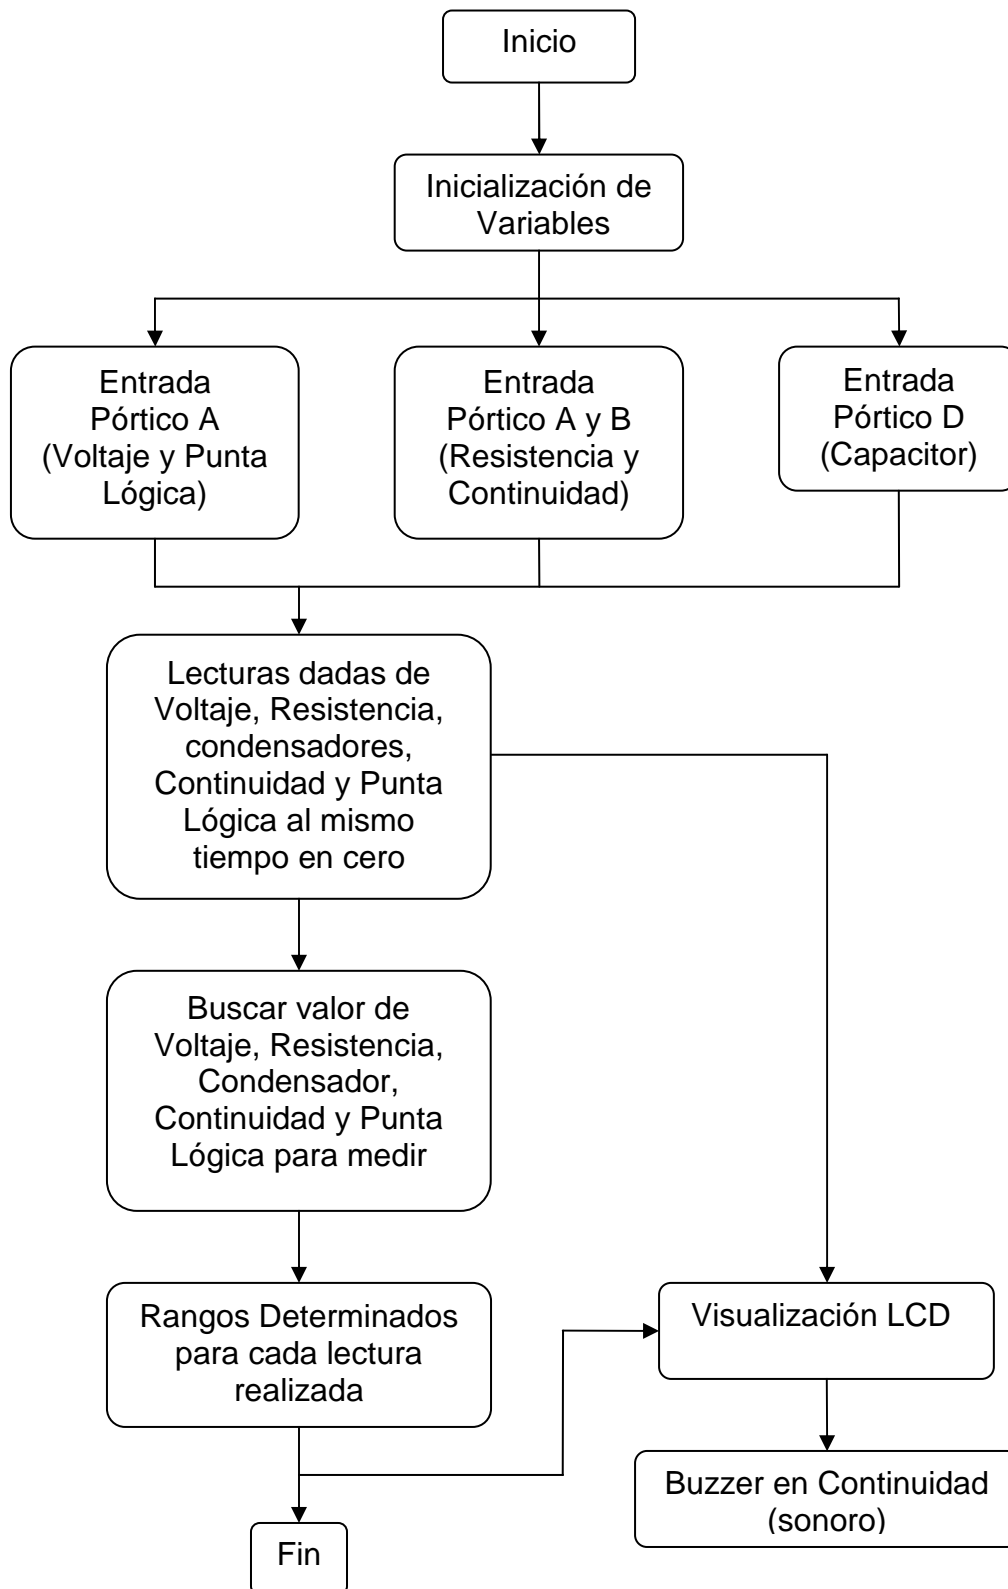 Inicio
Inicialización de
Variables
Entrada
Pórtico A
(Voltaje y Punta
Lógica)
Entrada
Pórtico A y B
(Resistencia y
Continuidad)
Entrada
Pórtico D
(Capacitor)
Lecturas dadas de
Voltaje, Resistencia,
condensadores,
Continuidad y Punta
Lógica al mismo
tiempo en cero
Buscar valor de
Voltaje, Resistencia,
Condensador,
Continuidad y Punta
Lógica para medir
Rangos Determinados
para cada lectura
realizada
Visualización LCD
Buzzer en Continuidad
(sonoro)
Fin